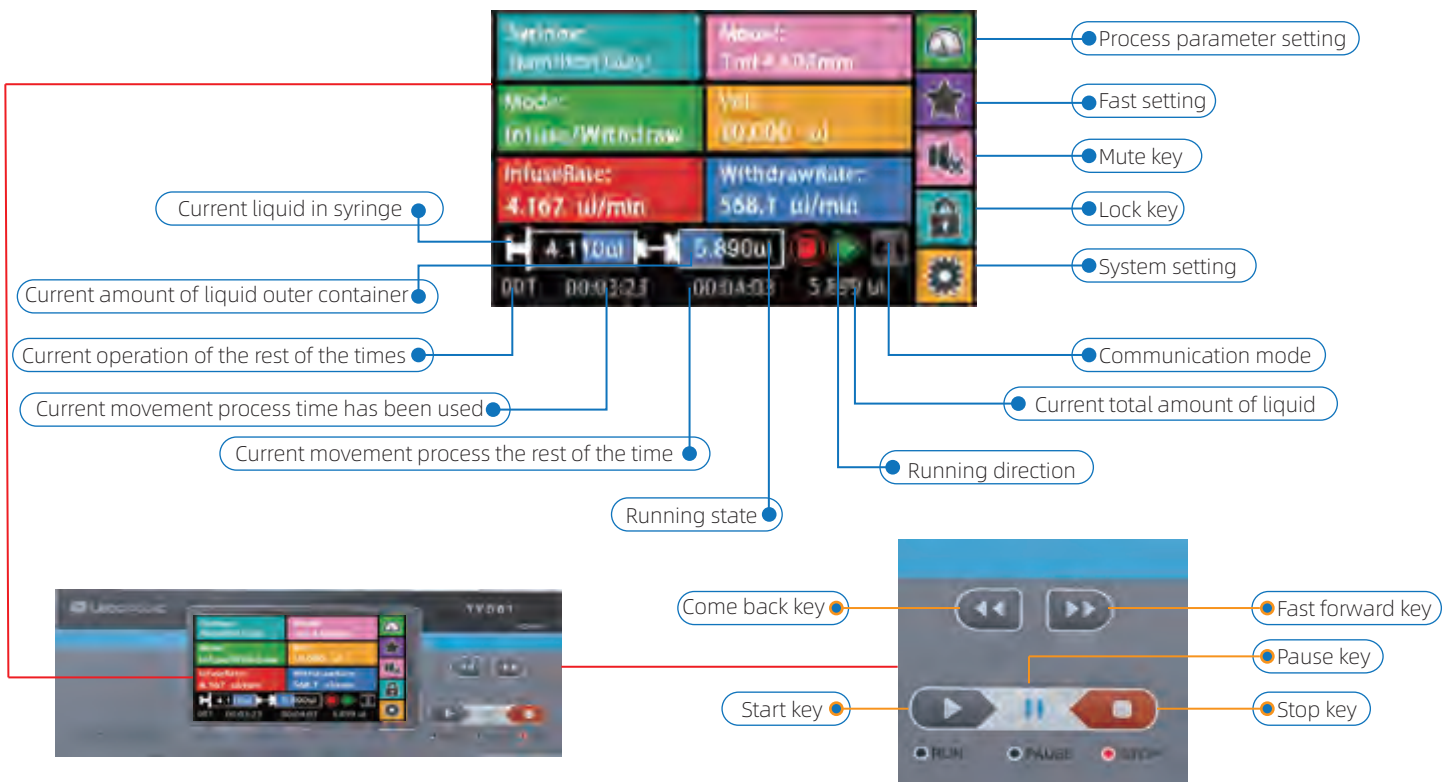 Syringe:
Model:
Process parameter setting
Fast setting
Mode:
Vol:
Infuse/Withdraw
ul
Mute key
InfuseRate:
WithdrawRate:
4.167 ul/min
568.1 ul/min
Lock key
Current liquid in syringe
4.110ul
5.890ul
System setting
Current amount of liquid outer container
001
00:03:23
00:04:03
ul
Current operation of the rest of the times
Communication mode
Current movement process time has been used
Current total amount of liquid
Current movement process the rest of the time
Running direction
Running state
Come back key
Fast forward key
Pause key
Start key
Stop key
RUN
PAUSE
STOP